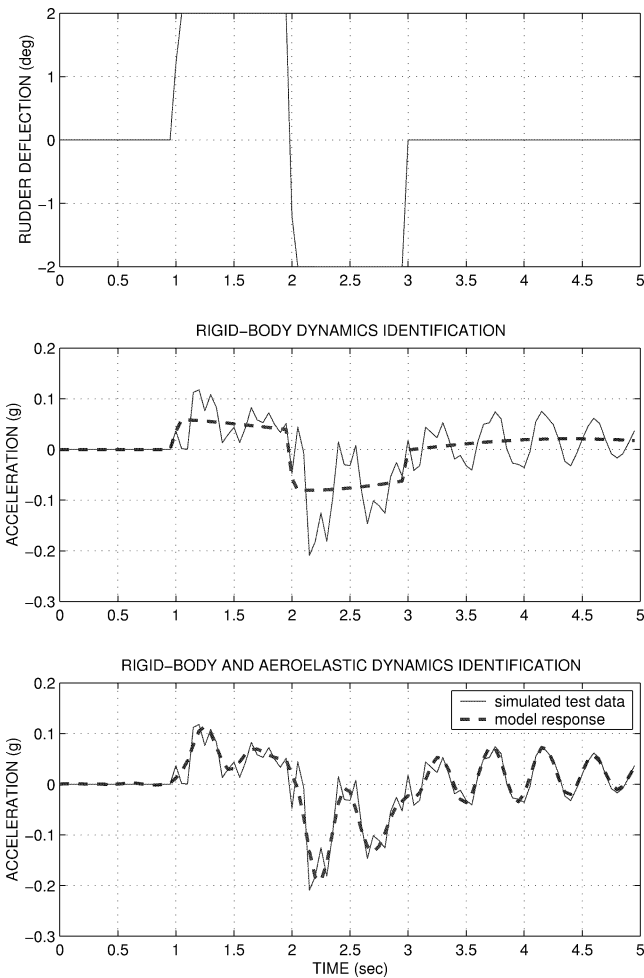 RUDDER DEFLECTION (deg)
2
1
0
−1
−2
0 0.5 1 1.5 2 2.5 3 3.5 4 4.5 5
RIGID−BODY DYNAMICS IDENTIFICATION
ACCELERATION (g)
0.2
0.1
0
−0.1
−0.2
−0.3
0 0.5 1 1.5 2 2.5 3 3.5 4 4.5 5
RIGID−BODY AND AEROELASTIC DYNAMICS IDENTIFICATION
ACCELERATION (g)
0.2
0.1
0
−0.1
−0.2
−0.3
simulated test data
model response
0 0.5 1 1.5 2 2.5 3 3.5 4 4.5 5
TIME (sec)